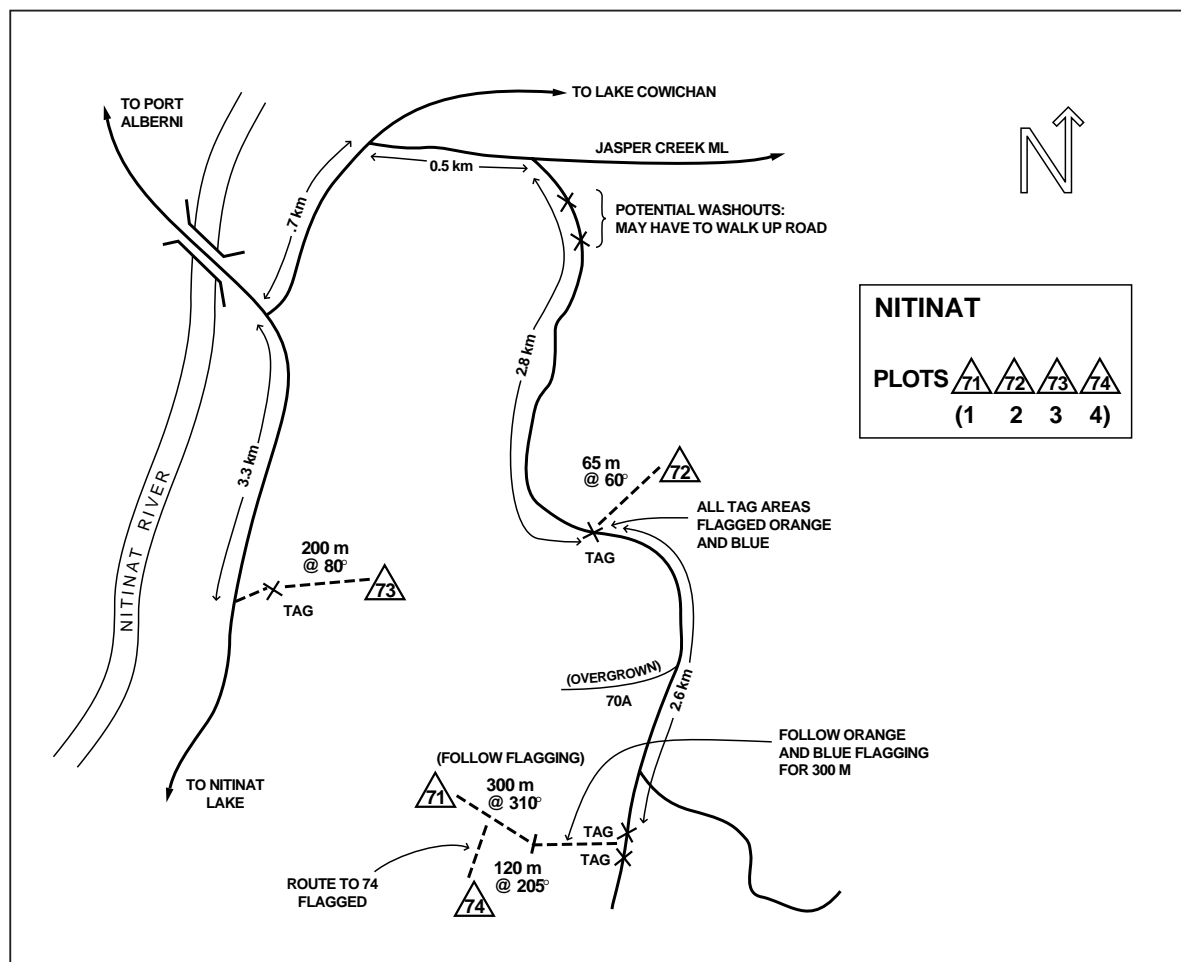 TO PORT
ALBERNI
TO LAKE COWICHAN
N
JASPER CREEK ML
0.5 km
.7 km
POTENTIAL WASHOUTS:
MAY HAVE TO WALK UP ROAD
NITINAT
PLOTS 71 72 73 74
(1 2 3 4)
2.8 km
3.3 km
NITINAT RIVER
65 m
@ 60°
72
ALL TAG AREAS
FLAGGED ORANGE
AND BLUE
TAG
200 m
@ 80°
73
TAG
(OVERGROWN)
70A
2.6 km
TO NITINAT
LAKE
(FOLLOW FLAGGING)
300 m
@ 310°
71
FOLLOW ORANGE
AND BLUE FLAGGING
FOR 300 M
TAG
TAG
120 m
@ 205°
74
ROUTE TO 74
FLAGGED